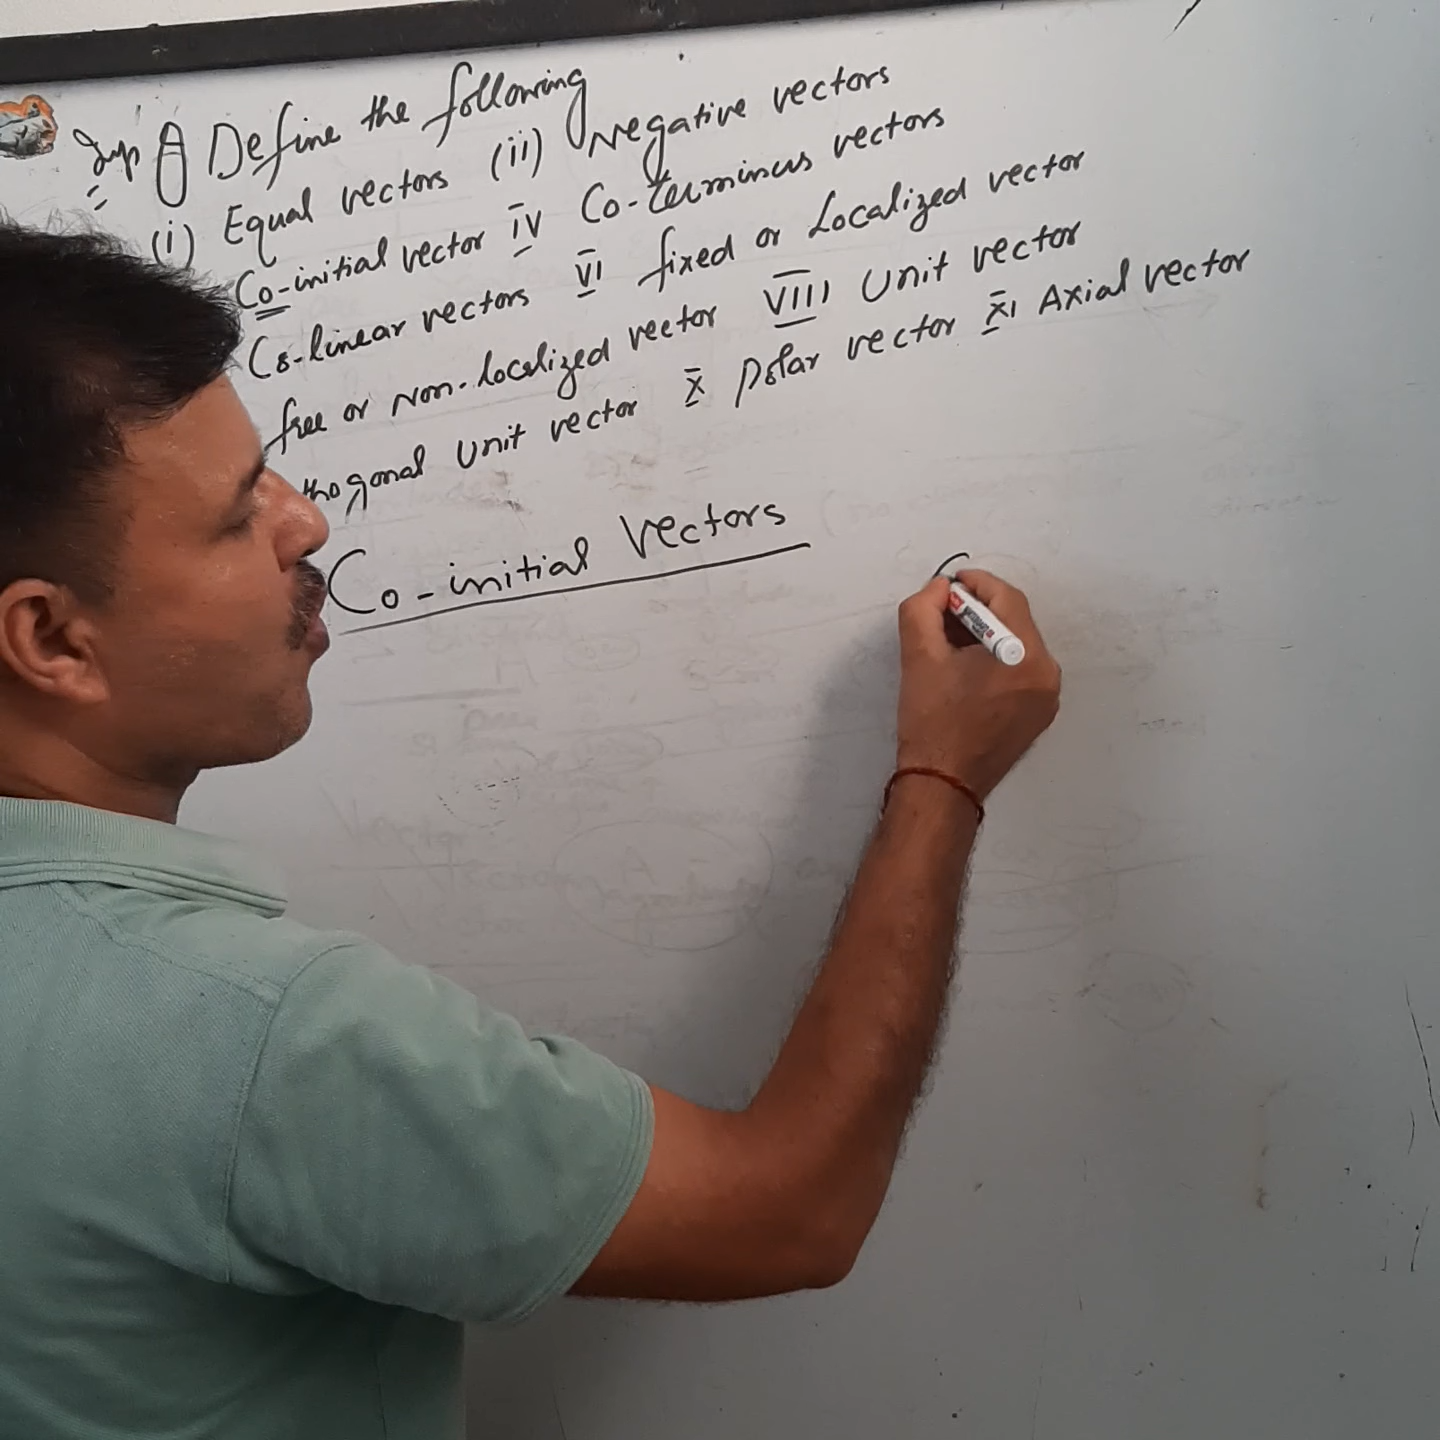 Imp Q Define the following
(i) Equal vectors (ii) Negative vectors
Co-initial vector IV Co-terminus vectors
Co-linear vectors VI fixed or Localized vector
free or Non-localized vector VIII Unit vector
thogonal Unit vector X polar vector XI Axial vector
Co-initial Vectors
C